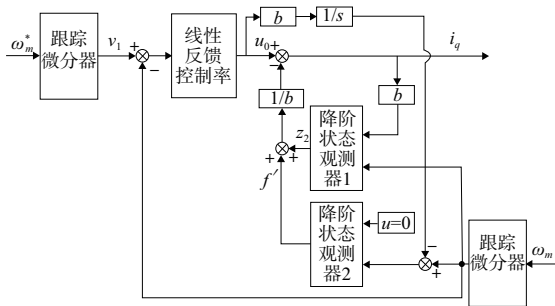 b
1/s
ω*m
跟踪
微分器
v1
+
−
线性
反馈
控制率
u0
+
−
iq
1/b
b
z2
+
+
f′
降阶
状态
观测
器1
降阶
状态
观测
器2
u=0
−
+
跟踪
微分器
ωm